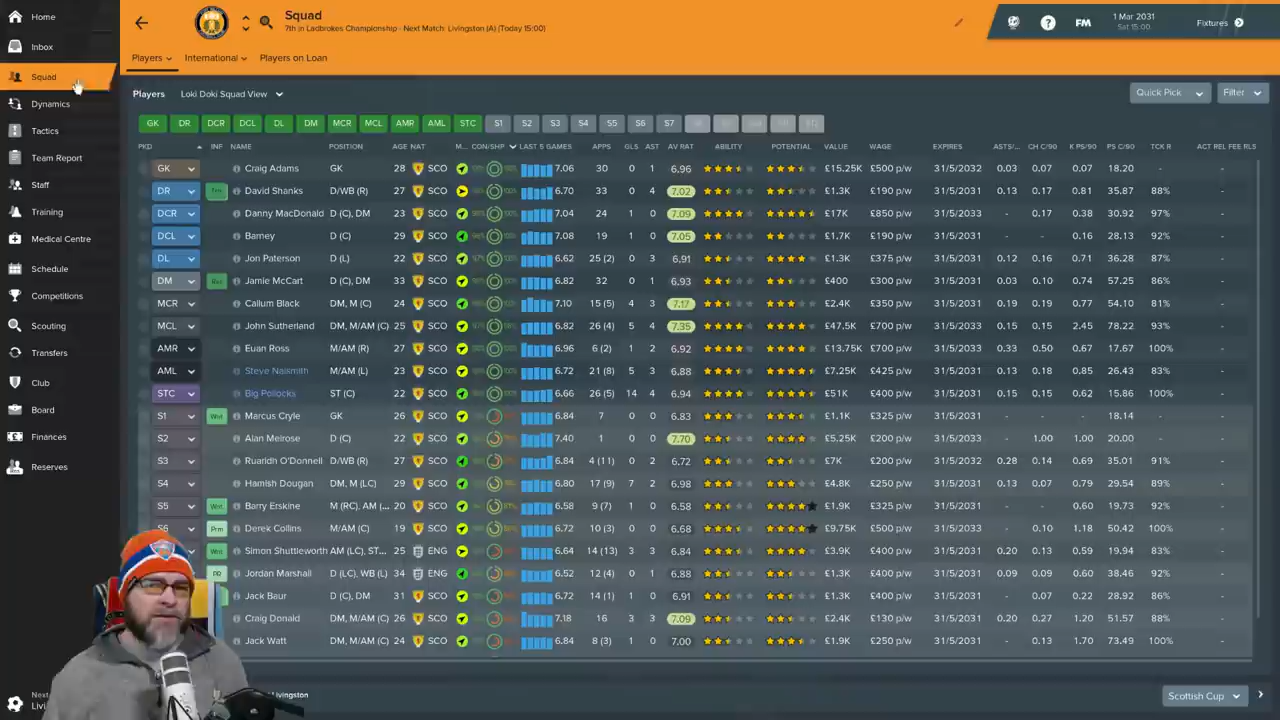 Home
Inbox
Squad
Dynamics
Tactics
Team Report
Staff
Training
Medical Centre
Schedule
Competitions
Scouting
Transfers
Club
Board
Finances
Reserves
Squad
7th in Ladbrokes Championship - Next Match: Livingston (A) (Today 15:00)
FM 1 Mar 2031 Fixtures
Sat 15:00
Players International Players on Loan
Players Loki Doki Squad View Quick Pick Filter
GK DR DCR DCL DL DM MCR MCL AMR AML STC S1 S2 S3 S4 S5 S6 S7
PKD INF NAME POSITION AGE NAT M... CON/SHP LAST 5 GAMES APPS GLS AST AV RAT ABILITY POTENTIAL VALUE WAGE EXPIRES ASTS/... CH C/90 K PS/90 PS C/90 TCK R ACT REL FEE RLS
GK Craig Adams GK 28 SCO 7.06 30 0 1 6.96 £15.25K £500 p/w 31/5/2032 0.03 0.07 0.07 18.20 - -
DR David Shanks D/WB (R) 27 SCO 6.70 33 0 4 7.02 £1.3K £190 p/w 31/5/2031 0.13 0.17 0.81 35.87 88% -
DCR Danny MacDonald D (C), DM 23 SCO 7.04 24 1 0 7.09 £17K £850 p/w 31/5/2033 - 0.17 0.38 30.92 97% -
DCL Barney D (C) 29 SCO 7.08 19 1 0 7.05 £1.7K £190 p/w 31/5/2031 - - 0.16 28.13 92% -
DL Jon Paterson D (L) 22 SCO 6.62 25 (2) 0 3 6.91 £1.3K £375 p/w 31/5/2031 0.12 0.16 0.71 36.28 87% -
DM Jamie McCart D (C), DM 33 SCO 6.82 32 0 1 6.93 £400 £300 p/w 31/5/2031 0.03 0.10 0.74 57.25 86% -
MCR Callum Black DM, M (C) 24 SCO 7.10 15 (5) 4 3 7.17 £2.4K £350 p/w 31/5/2031 0.19 0.19 0.77 54.10 81% -
MCL John Sutherland DM, M/AM (C) 25 SCO 6.82 26 (4) 5 4 7.35 £47.5K £700 p/w 31/5/2033 0.15 0.15 2.45 78.22 93% -
AMR Euan Ross M/AM (R) 27 SCO 6.96 6 (2) 1 2 6.92 £13.75K £700 p/w 31/5/2033 0.33 0.50 0.67 17.67 100% -
AML Steve Naismith M/AM (L) 23 SCO 6.72 21 (8) 5 3 6.88 £7.25K £425 p/w 31/5/2031 0.13 0.18 0.85 26.43 83% -
STC Big Pollocks ST (C) 22 SCO 6.66 26 (5) 14 4 6.94 £51K £400 p/w 31/5/2031 0.15 0.15 0.62 15.86 100% -
S1 Wnt Marcus Cryle GK 26 SCO 6.84 7 0 0 6.83 £1.1K £325 p/w 31/5/2031 - - - 18.14 - -
S2 Alan Melrose D (C) 22 SCO 7.40 1 0 0 7.70 £5.25K £200 p/w 31/5/2033 - 1.00 1.00 20.00 - -
S3 Ruaridh O'Donnell D/WB (R) 27 SCO 6.84 4 (11) 0 2 6.72 £7K £200 p/w 31/5/2032 0.28 0.14 0.69 35.01 91% -
S4 Hamish Dougan DM, M (LC) 29 SCO 6.80 17 (9) 7 2 6.98 £4.8K £250 p/w 31/5/2031 0.13 0.07 0.79 29.54 89% -
S5 Wnt Barry Erskine M (RC), AM (... 20 SCO 6.58 9 (7) 1 0 6.58 £1.9K £325 p/w 31/5/2031 - - 0.60 19.73 92% -
Prm Derek Collins M/AM (C) 19 SCO 6.72 10 (3) 0 0 6.68 £9.75K £500 p/w 31/5/2031 - 0.10 1.18 50.42 100% -
Simon Shuttleworth AM (LC), ST... 25 ENG 6.64 14 (13) 3 3 6.84 £3.9K £400 p/w 31/5/2031 0.20 0.13 0.59 19.94 83% -
PR Jordan Marshall D (LC), WB (L) 34 ENG 6.52 12 (4) 1 1 6.88 £1.3K £400 p/w 31/5/2031 0.09 0.09 0.60 38.46 92% -
Jack Baur D (C), DM 31 SCO 6.72 14 (1) 1 0 6.91 £1.3K £400 p/w 31/5/2031 - 0.07 0.22 28.92 86% -
Craig Donald DM, M/AM (C) 26 SCO 7.18 16 3 3 7.09 £2.4K £130 p/w 31/5/2031 0.20 0.27 1.20 51.57 88% -
Jack Watt DM, M/AM (C) 24 SCO 6.84 8 (3) 1 0 7.00 £1.9K £250 p/w 31/5/2031 - 0.13 1.70 73.49 100% -
Livingston Scottish Cup